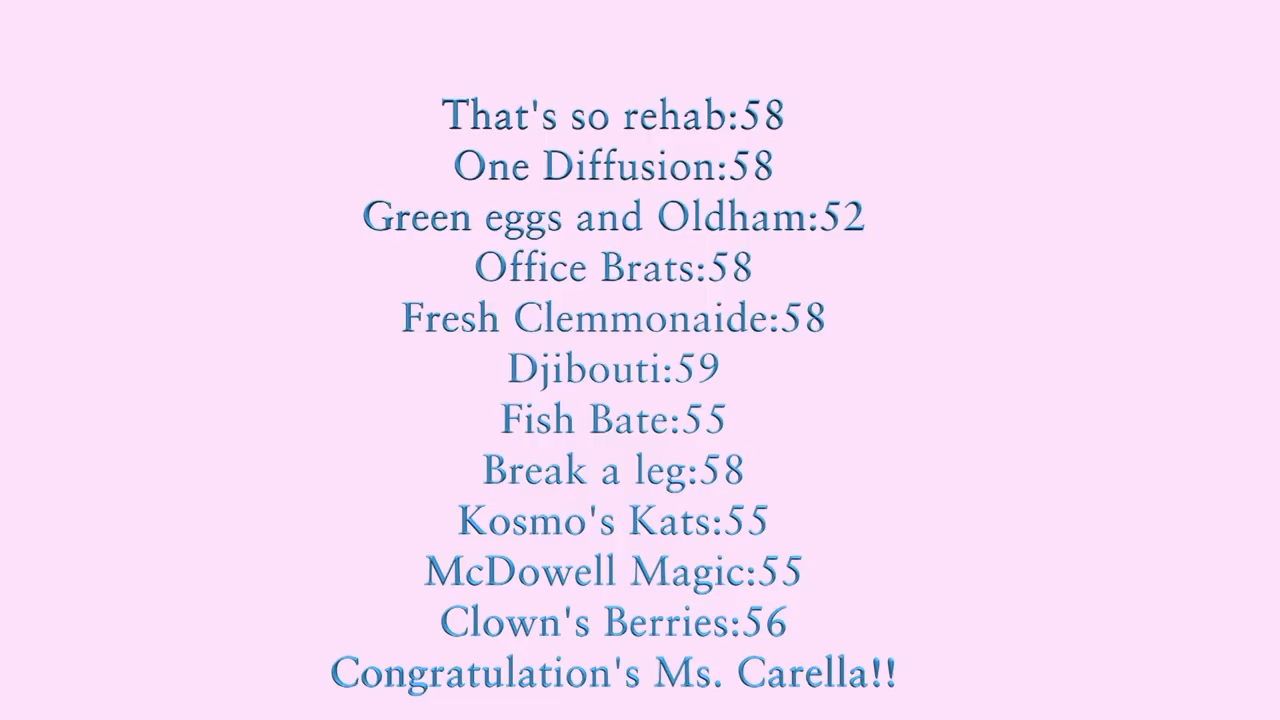 That's so rehab:58
One Diffusion:58
Green eggs and Oldham:52
Office Brats:58
Fresh Clemmonaide:58
Djibouti:59
Fish Bate:55
Break a leg:58
Kosmo's Kats:55
McDowell Magic:55
Clown's Berries:56
Congratulation's Ms. Carella!!